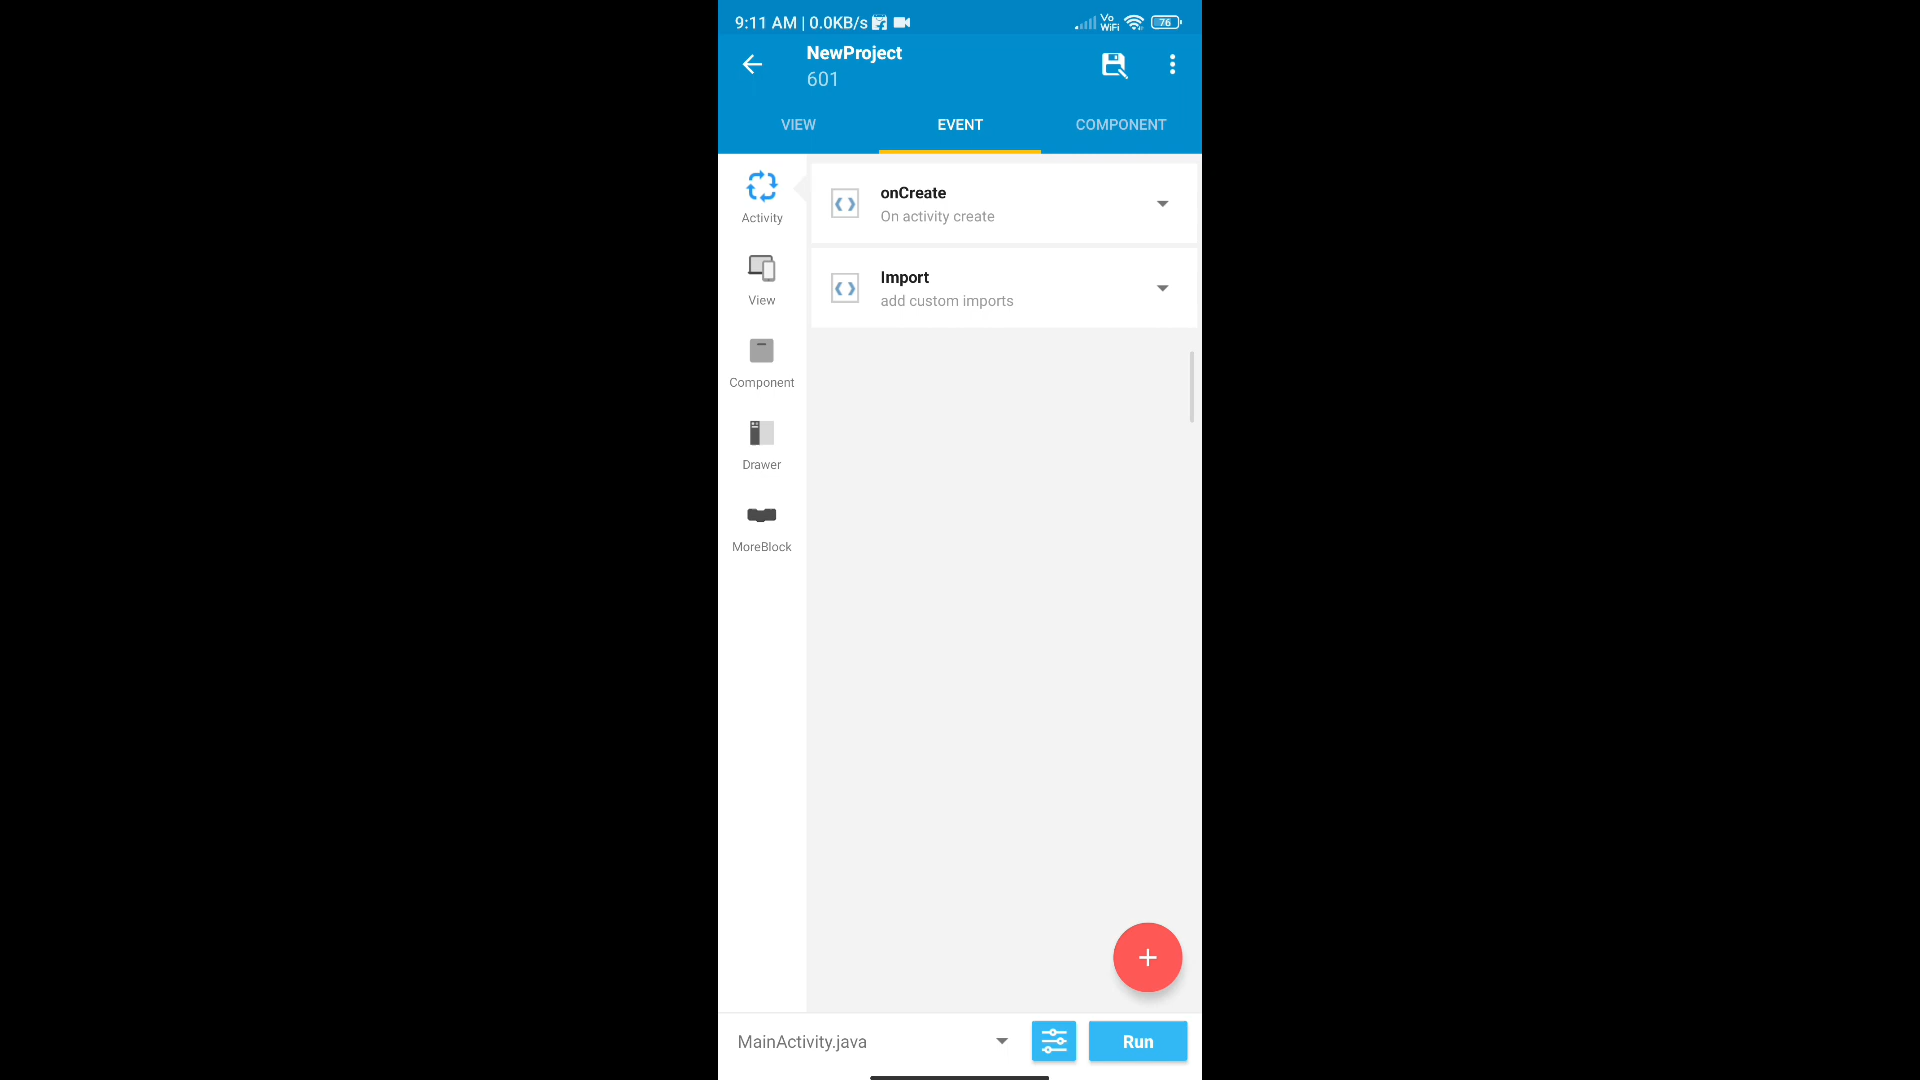 9:11 AM | 0.0KB/s
Vo
WiFi
76
NewProject
601
VIEW
EVENT
COMPONENT
Activity
View
Component
Drawer
MoreBlock
onCreate
On activity create
Import
add custom imports
MainActivity.java
Run